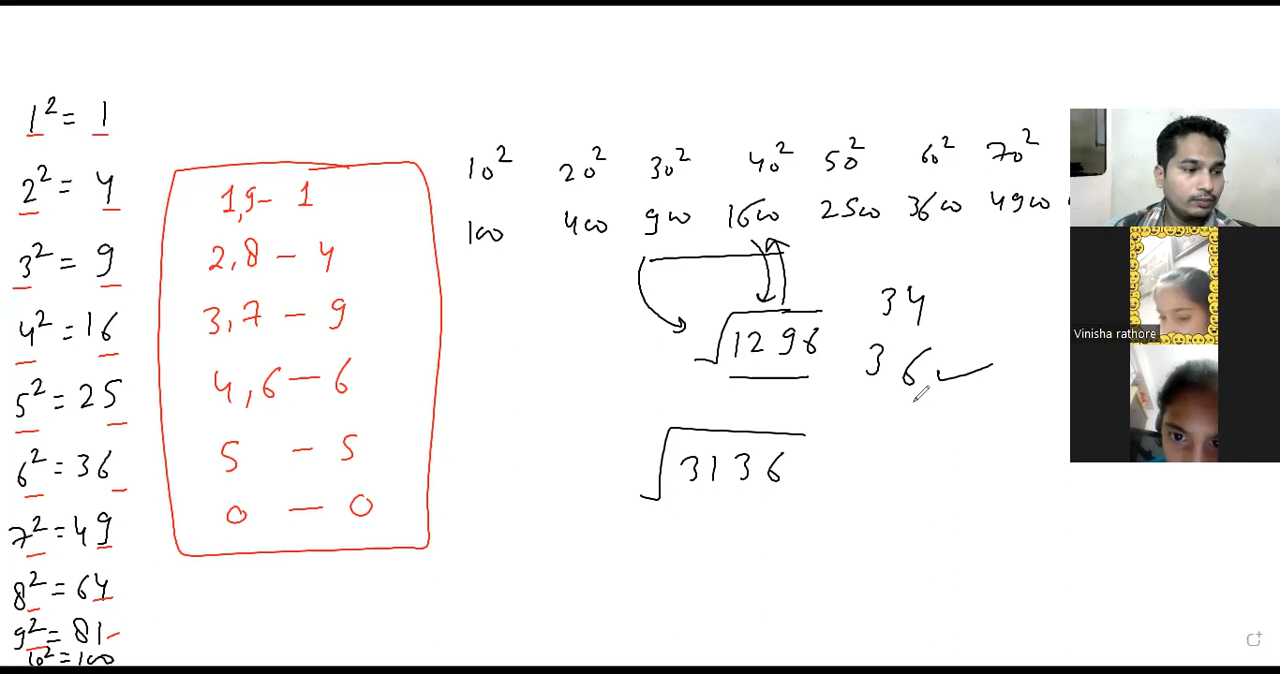 1² = 1
2² = 4
3² = 9
4² = 16
5² = 25
6² = 36
7² = 49
8² = 64
9² = 81
10² = 100
1,9 - 1
2,8 - 4
3,7 - 9
4,6 - 6
5 - 5
0 - 0
10² 20² 30² 40² 50² 60² 70²
100 400 900 1600 2500 3600 4900
√1296
34
36 ✓
√3136
Vinisha rathore